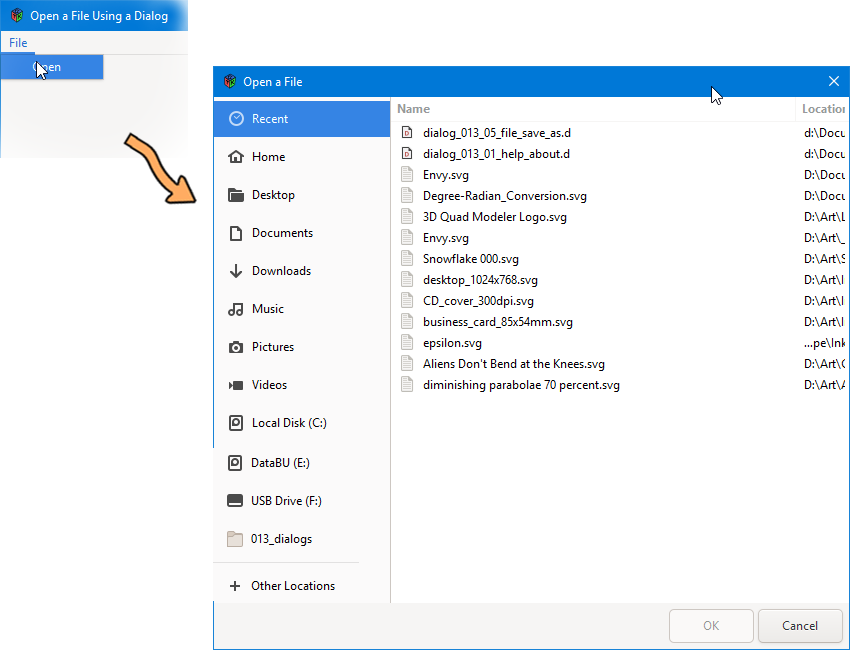 Open a File Using a Dialog
File
Open
Open a File
Recent
Home
Desktop
Documents
Downloads
Music
Pictures
Videos
Local Disk (C:)
DataBU (E:)
USB Drive (F:)
013_dialogs
Other Locations
Name Location
dialog_013_05_file_save_as.d d:\Docu
dialog_013_01_help_about.d d:\Docu
Envy.svg D:\Docu
Degree-Radian_Conversion.svg D:\Docu
3D Quad Modeler Logo.svg D:\Art\L
Envy.svg D:\Art\_
Snowflake 000.svg D:\Art\S
desktop_1024x768.svg D:\Art\I
CD_cover_300dpi.svg D:\Art\I
business_card_85x54mm.svg D:\Art\I
epsilon.svg ...pe\Ink
Aliens Don't Bend at the Knees.svg D:\Art\C
diminishing parabolae 70 percent.svg D:\Art\A
OK Cancel